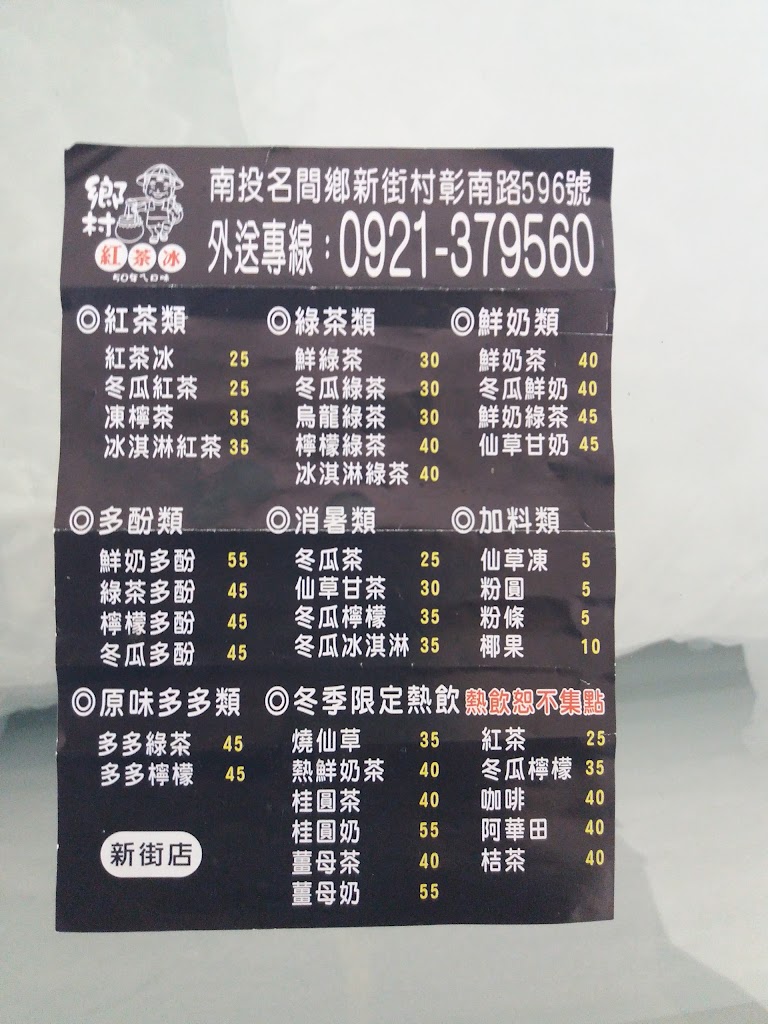 鄉村
紅茶冰
南投名間鄉新街村彰南路596號
外送專線：0921-379560
◎紅茶類
紅茶冰 25
冬瓜紅茶 25
凍檸茶 35
冰淇淋紅茶 35
◎綠茶類
鮮綠茶 30
冬瓜綠茶 30
烏龍綠茶 30
檸檬綠茶 40
冰淇淋綠茶 40
◎鮮奶類
鮮奶茶 40
冬瓜鮮奶 40
鮮奶綠茶 45
仙草甘奶 45
◎多酚類
鮮奶多酚 55
綠茶多酚 45
檸檬多酚 45
冬瓜多酚 45
◎消暑類
冬瓜茶 25
仙草甘茶 30
冬瓜檸檬 35
冬瓜冰淇淋 35
◎加料類
仙草凍 5
粉圓 5
粉條 5
椰果 10
◎原味多多類
多多綠茶 45
多多檸檬 45
新街店
◎冬季限定熱飲 熱飲恕不集點
燒仙草 35
熱鮮奶茶 40
桂圓茶 40
桂圓奶 55
薑母茶 40
薑母奶 55
紅茶 25
冬瓜檸檬 35
咖啡 40
阿華田 40
桔茶 40